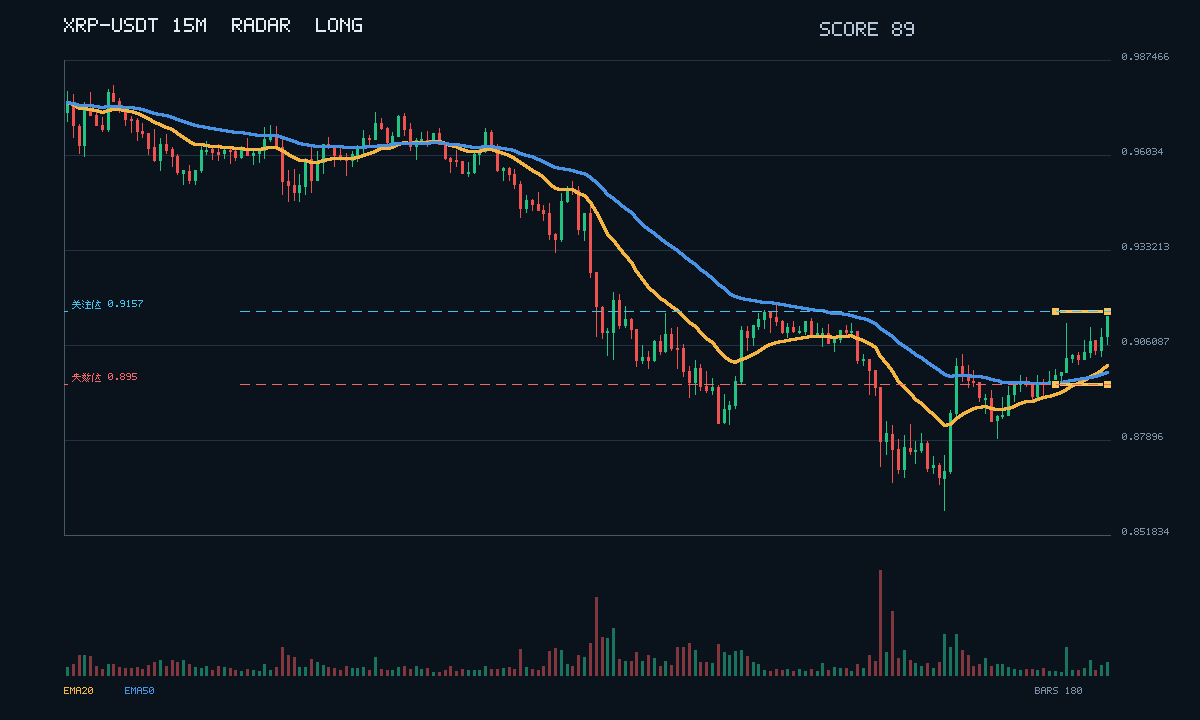 XRP-USDT 15M  RADAR  LONG
SCORE 89
0.987466
0.96034
0.933213
关注位 0.9157
0.906087
失效位 0.895
0.87896
0.851834
EMA20
EMA50
BARS 180